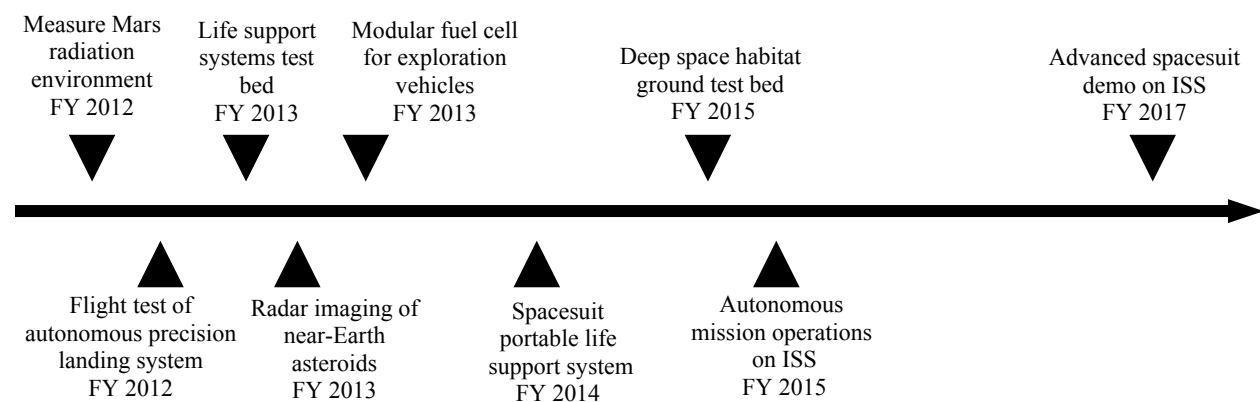 Measure Mars
radiation
environment
FY 2012
Life support
systems test
bed
FY 2013
Modular fuel cell
for exploration
vehicles
FY 2013
Deep space habitat
ground test bed
FY 2015
Advanced spacesuit
demo on ISS
FY 2017
Flight test of
autonomous precision
landing system
FY 2012
Radar imaging of
near-Earth
asteroids
FY 2013
Spacesuit
portable life
support system
FY 2014
Autonomous
mission operations
on ISS
FY 2015